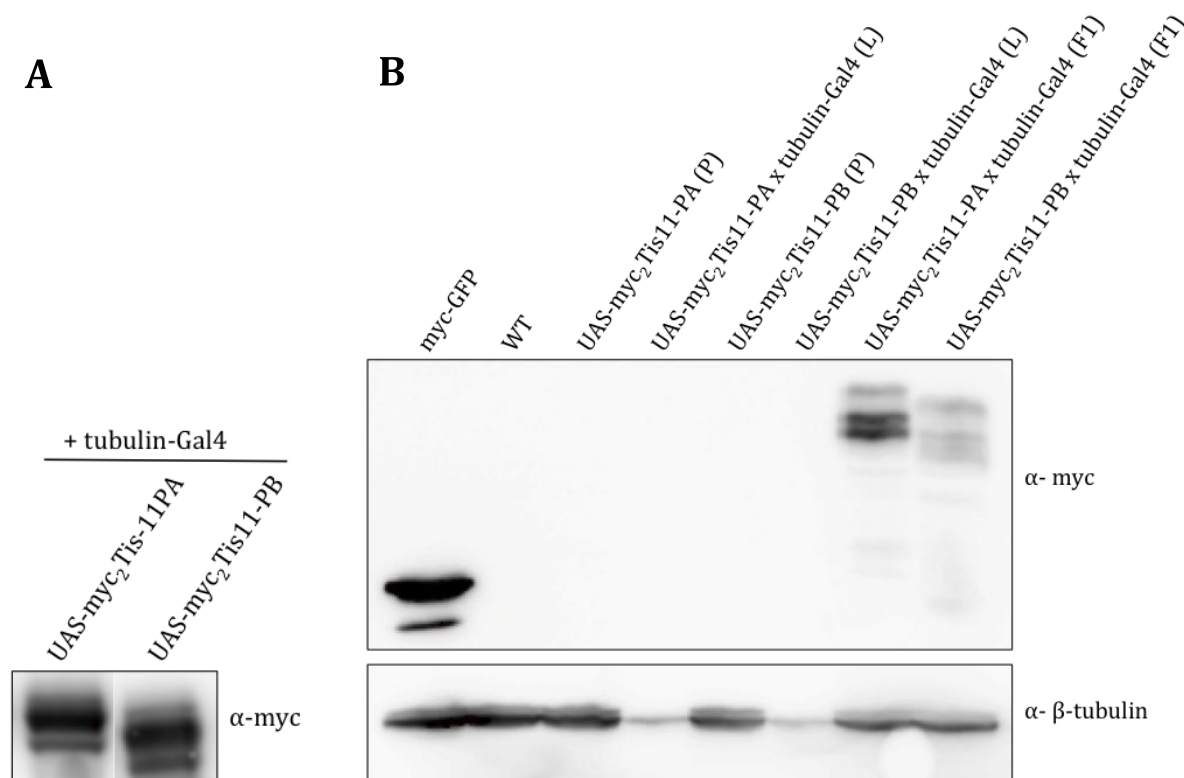 A
+ tubulin-Gal4
UAS-myc₂Tis-11PA
UAS-myc₂Tis11-PB
α-myc
B
myc-GFP
WT
UAS-myc₂Tis11-PA (P)
UAS-myc₂Tis11-PA x tubulin-Gal4 (L)
UAS-myc₂Tis11-PB (P)
UAS-myc₂Tis11-PB x tubulin-Gal4 (L)
UAS-myc₂Tis11-PA x tubulin-Gal4 (F1)
UAS-myc₂Tis11-PB x tubulin-Gal4 (F1)
α- myc
α- β-tubulin